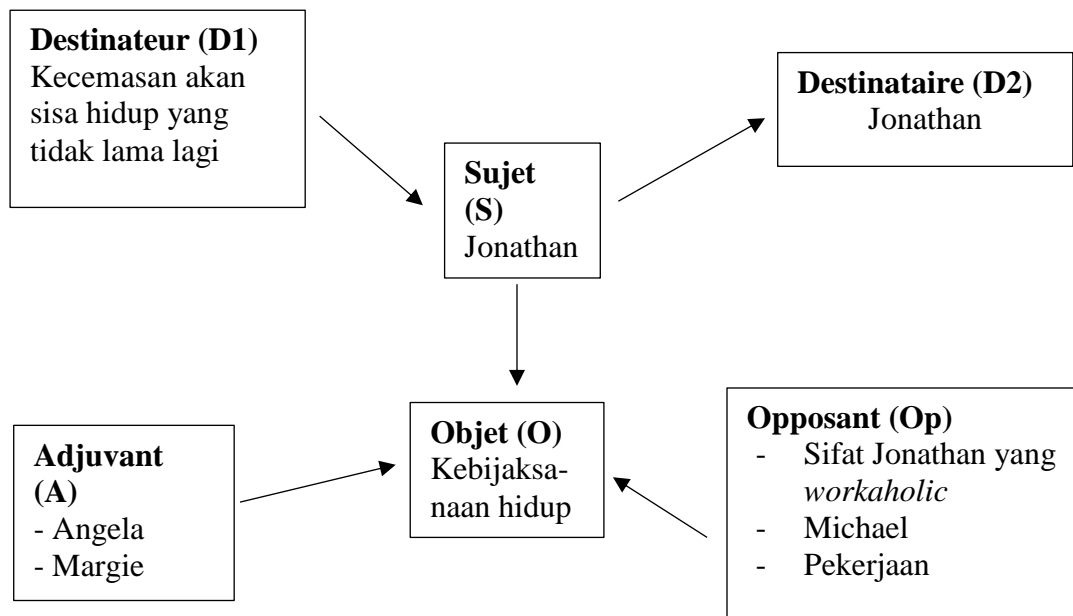 Destinateur (D1)
Kecemasan akan
sisa hidup yang
tidak lama lagi
Destinataire (D2)
Jonathan
Sujet
(S)
Jonathan
Adjuvant
(A)
- Angela
- Margie
Objet (O)
Kebijaksa-
naan hidup
Opposant (Op)
- Sifat Jonathan yang
workaholic
- Michael
- Pekerjaan